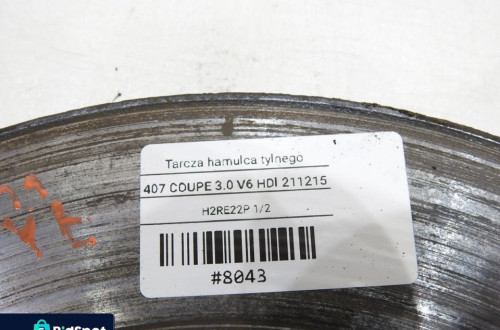 Tarcza hamulca tylnego
407 COUPE 3.0 V6 HDI 211215
H2RE22P 1/2
#8043